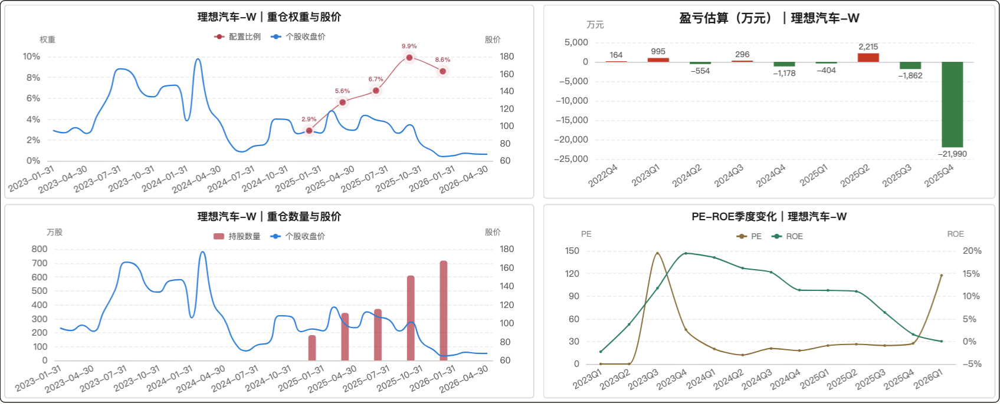 理想汽车-W｜重仓权重与股价
权重
配置比例
个股收盘价
股价
10%
8%
6%
4%
2%
0%
180
160
140
120
100
80
60
2.9%
5.6%
6.7%
9.9%
8.6%
2023-01-31
2023-04-30
2023-07-31
2023-10-31
2024-01-31
2024-04-30
2024-07-31
2024-10-31
2025-01-31
2025-04-30
2025-07-31
2025-10-31
2026-01-31
2026-04-30
盈亏估算（万元）｜理想汽车-W
万元
5,000
0
-5,000
-10,000
-15,000
-20,000
-25,000
164
995
-554
296
-1,178
-404
2,215
-1,862
-21,990
2022Q4
2023Q1
2024Q2
2024Q3
2024Q4
2025Q1
2025Q2
2025Q3
2025Q4
理想汽车-W｜重仓数量与股价
万股
持股数量
个股收盘价
股价
800
700
600
500
400
300
200
100
0
180
160
140
120
100
80
60
2023-01-31
2023-04-30
2023-07-31
2023-10-31
2024-01-31
2024-04-30
2024-07-31
2024-10-31
2025-01-31
2025-04-30
2025-07-31
2025-10-31
2026-01-31
2026-04-30
PE-ROE季度变化｜理想汽车-W
PE
PE
ROE
ROE
150
120
90
60
30
0
20%
15%
10%
5%
0%
-5%
2023Q1
2023Q2
2023Q3
2023Q4
2024Q1
2024Q2
2024Q3
2024Q4
2025Q1
2025Q2
2025Q3
2025Q4
2026Q1